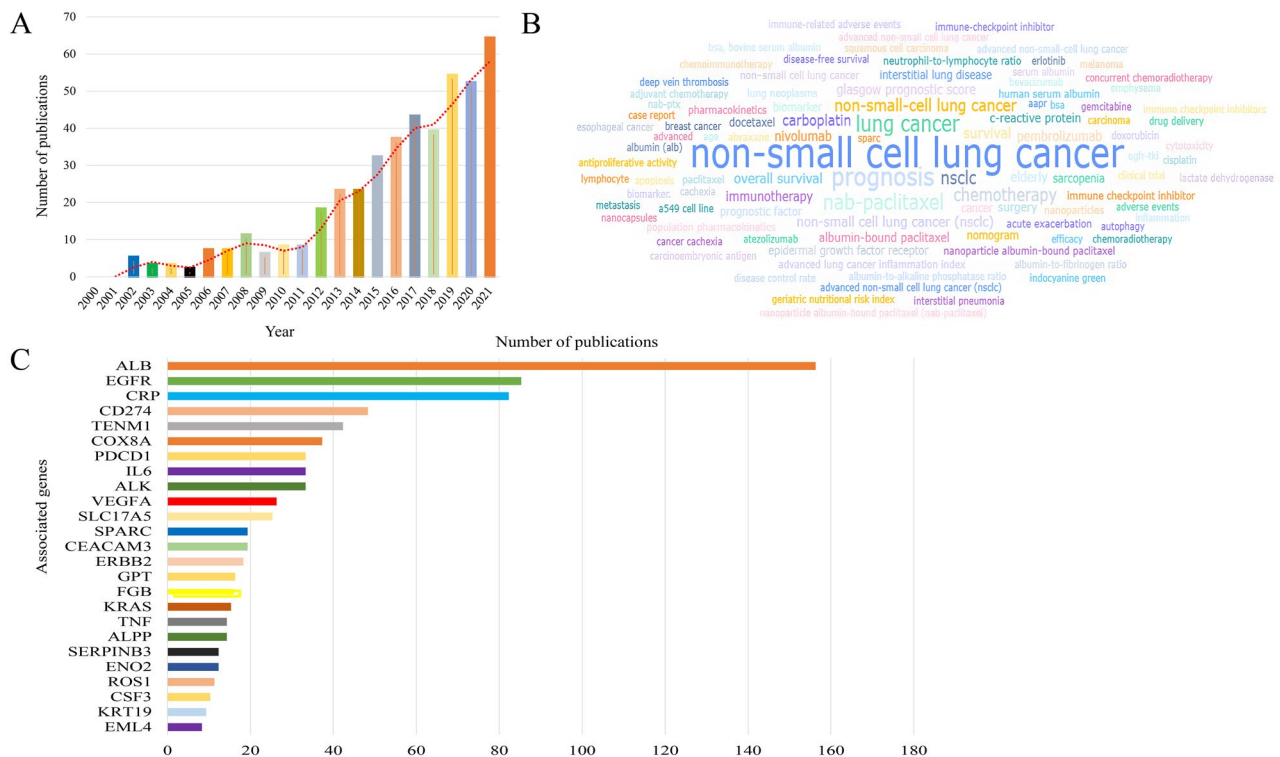 A
70
60
50
40
30
20
10
0
Number of publications
2000 2001 2002 2003 2004 2005 2006 2007 2008 2009 2010 2011 2012 2013 2014 2015 2016 2017 2018 2019 2020 2021
Year
B
immune-related adverse events immune-checkpoint inhibitor
advanced non-small cell lung cancer
bsa, bovine serum albumin squamous cell carcinoma advanced non-small-cell lung cancer
chemoimmunotherapy disease-free survival neutrophil-to-lymphocyte ratio erlotinib melanoma
non-small-cell lung cancer interstitial lung disease serum albumin concurrent chemoradiotherapy
deep vein thrombosis bevacizumab
adjuvant chemotherapy lung neoplasms glasgow prognostic score human serum albumin emphysema
nab-ptx pharmacokinetics biomarker non-small-cell lung cancer aapr bsa gemcitabine immune checkpoint inhibitors
case report carboplatin c-reactive protein carcinoma drug delivery
esophageal cancer breast cancer docetaxel lung cancer
advanced age abraxane nivolumab sparc survival pembrolizumab doxorubicin
albumin (alb) non-small cell lung cancer cytotoxicity
antiproliferative activity egfr-tki cisplatin
lymphocyte apoptosis paclitaxel overall survival prognosis nsclc elderly sarcopenia clinical trial lactate dehydrogenase
biomarker. cachexia immunotherapy chemotherapy immune checkpoint inhibitor
metastasis a549 cell line prognostic factor nab-paclitaxel cancer surgery nanoparticles adverse events
nanocapsules inflammation
population pharmacokinetics non-small cell lung cancer (nsclc) acute exacerbation autophagy
cancer cachexia atezolizumab albumin-bound paclitaxel nomogram efficacy chemoradiotherapy
carcinoembryonic antigen epidermal growth factor receptor nanoparticle albumin-bound paclitaxel
advanced lung cancer inflammation index albumin-to-fibrinogen ratio
disease control rate albumin-to-alkaline phosphatase ratio indocyanine green
advanced non-small cell lung cancer (nsclc)
geriatric nutritional risk index interstitial pneumonia
nanoparticle albumin-bound paclitaxel (nab-paclitaxel)
C
Number of publications
Associated genes
ALB
EGFR
CRP
CD274
TENM1
COX8A
PDCD1
IL6
ALK
VEGFA
SLC17A5
SPARC
CEACAM3
ERBB2
GPT
FGB
KRAS
TNF
ALPP
SERPINB3
ENO2
ROS1
CSF3
KRT19
EML4
0 20 40 60 80 100 120 140 160 180